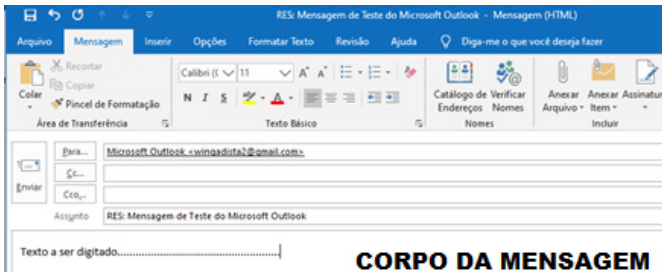 RES: Mensagem de Teste do Microsoft Outlook - Mensagem (HTML)
Arquivo Mensagem Inserir Opções Formatar Texto Revisão Ajuda Diga-me o que você deseja fazer
Colar
Recortar
Copiar
Pincel de Formatação
Área de Transferência
Calibri (C 11
N I S A
Texto Básico
Catálogo de Endereços
Verificar Nomes
Nomes
Anexar Arquivo
Anexar Item
Assinatur
Incluir
Enviar
Para... Microsoft Outlook <wingadista2@gmail.com>
Cc...
Cco...
Assunto RES: Mensagem de Teste do Microsoft Outlook
Texto a ser digitado......................................................
CORPO DA MENSAGEM